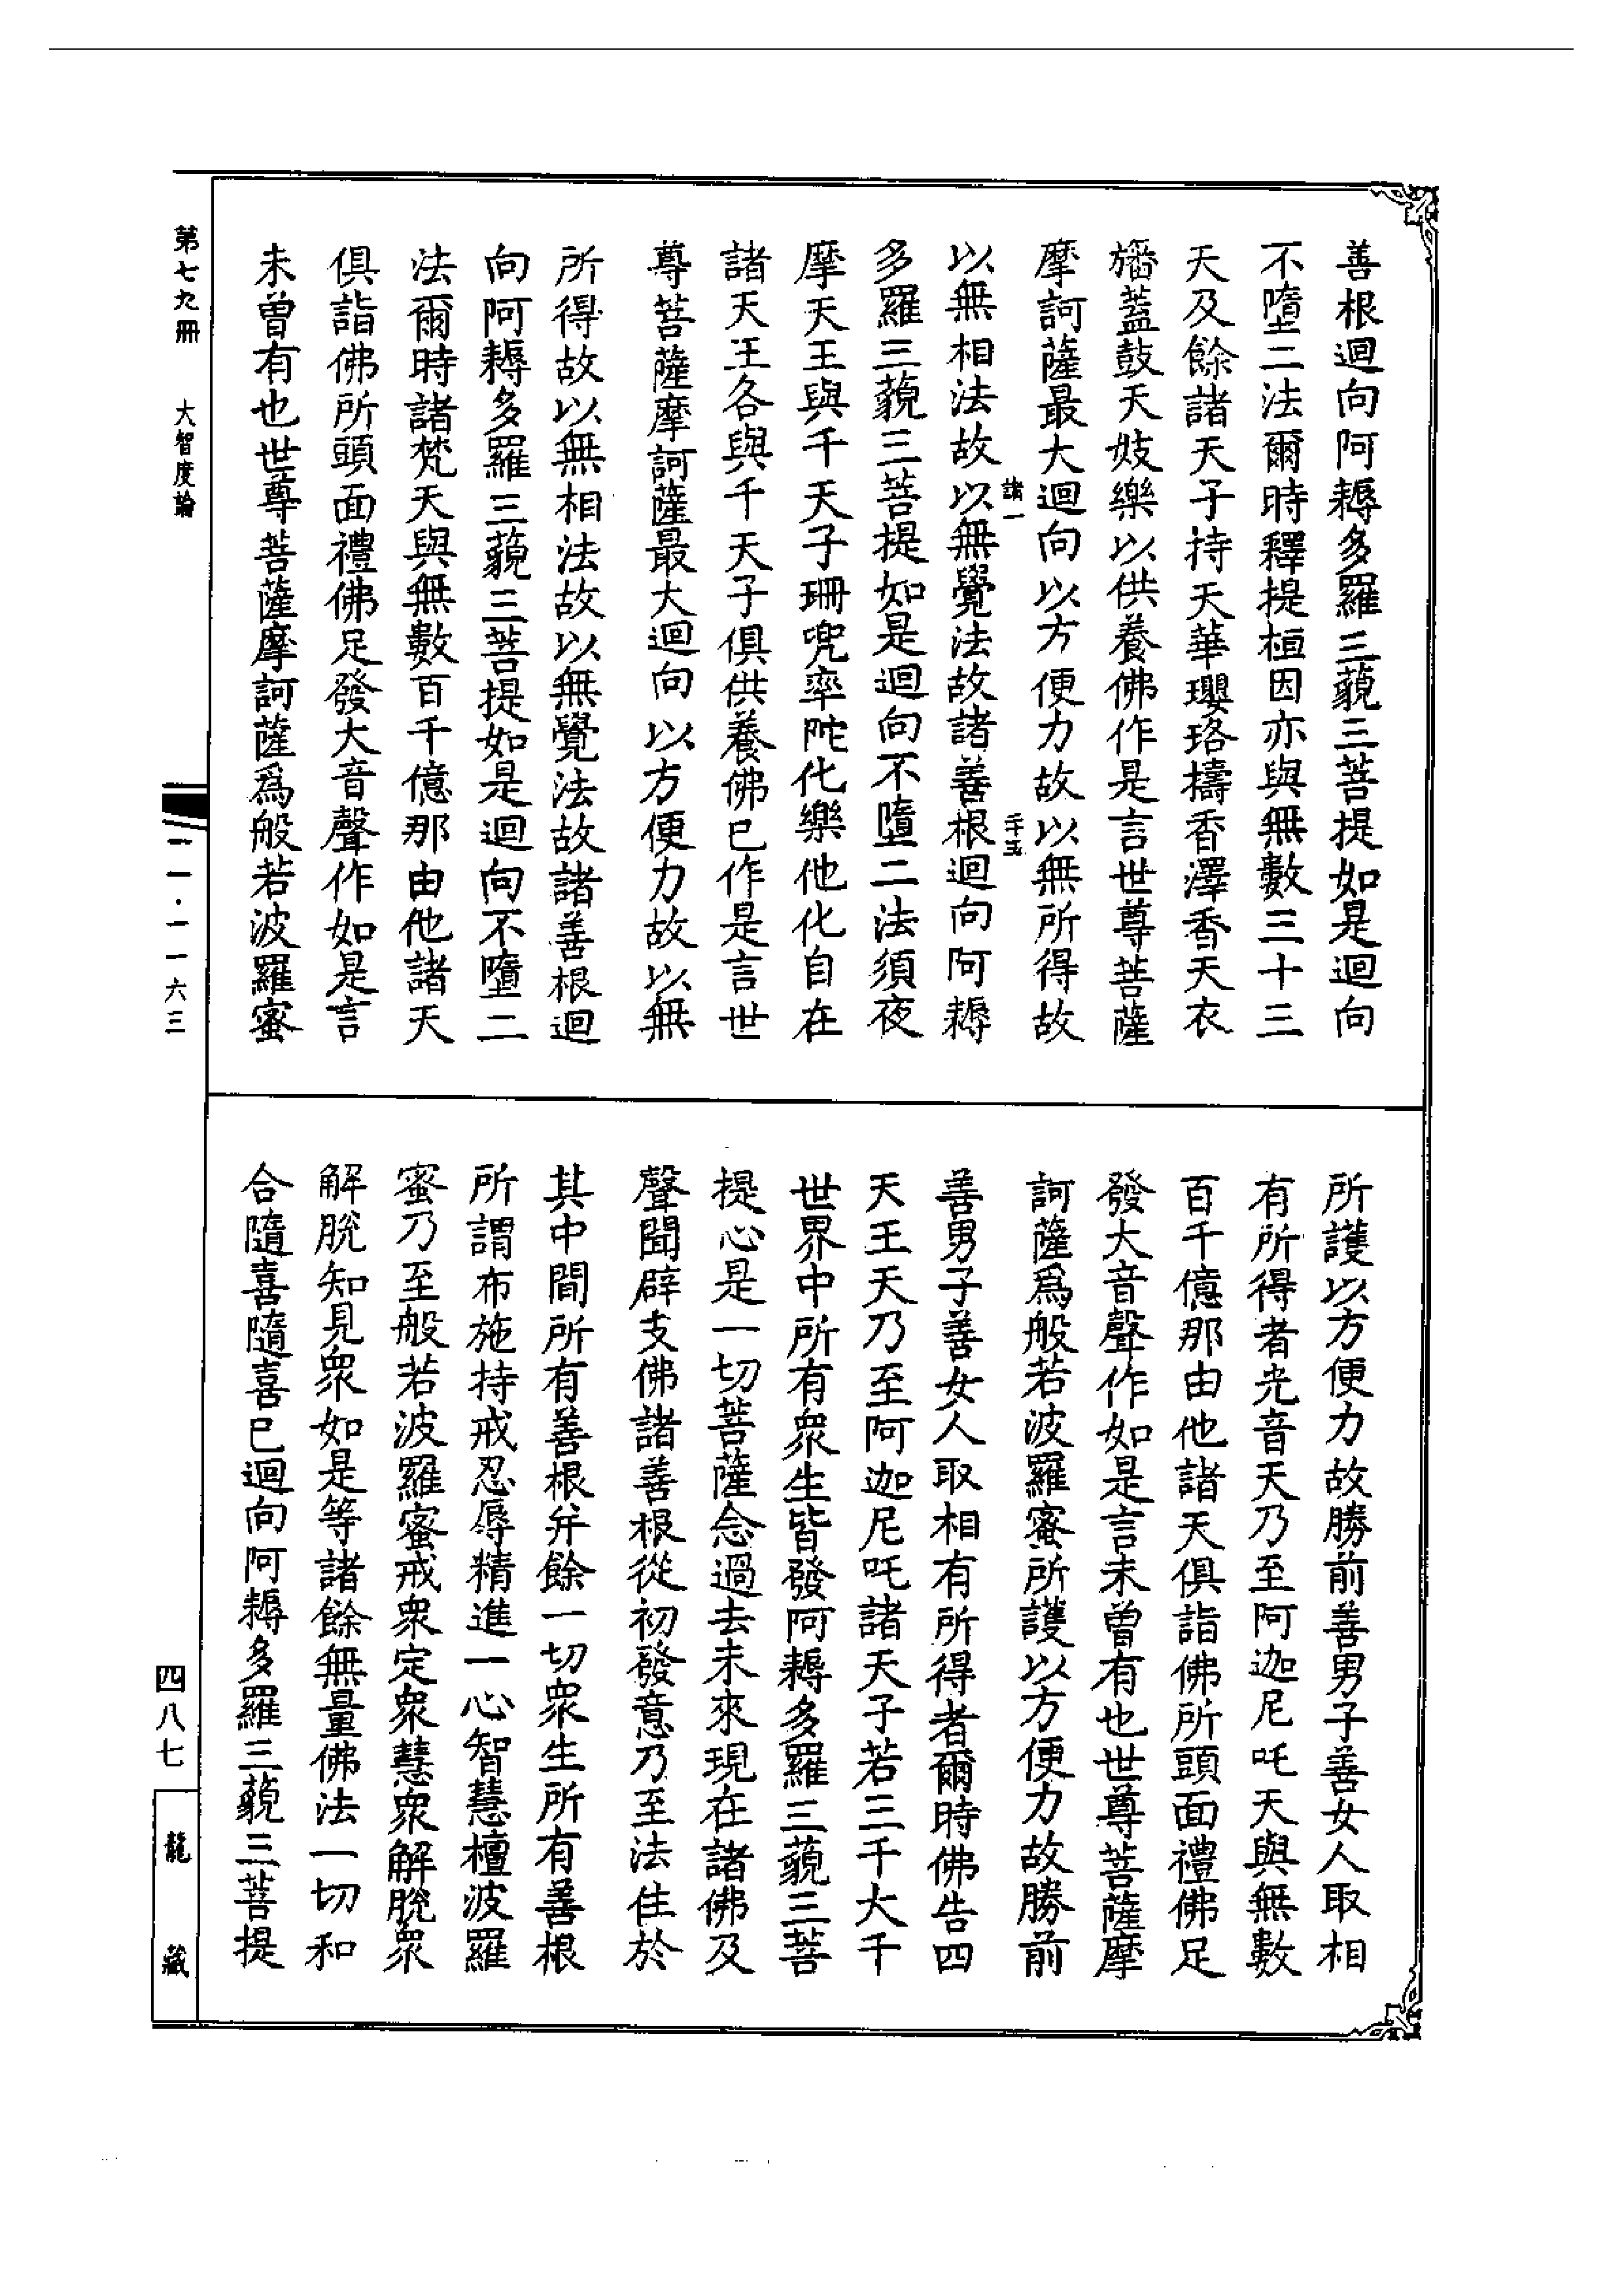 善根迴向阿耨多羅三藐三菩提如是迴向
不墮二法爾時釋提桓因亦與無數三十三
天及餘諸天子持天華瓔珞擣香澤香天衣
旛蓋鼓天妓樂以供養佛作是言世尊菩薩
摩訶薩最大迴向以方便力故以無所得故
諸一
二十五
以無相法故以無覺法故諸善根迴向阿耨
多羅三藐三菩提如是迴向不墮二法須夜
摩天王與千天子珊兜率陀化樂他化自在
諸天王各與千天子俱供養佛已作是言世
尊菩薩摩訶薩最大迴向以方便力故以無
所得故以無相法故以無覺法故諸善根迴
向阿耨多羅三藐三菩提如是迴向不墮二
法爾時諸梵天與無數百千億那由他諸天
俱詣佛所頭面禮佛足發大音聲作如是言
未曾有也世尊菩薩摩訶薩爲般若波羅蜜
所護以方便力故勝前善男子善女人取相
有所得者光音天乃至阿迦尼吒天與無數
百千億那由他諸天俱詣佛所頭面禮佛足
發大音聲作如是言未曾有也世尊菩薩摩
訶薩爲般若波羅蜜所護以方便力故勝前
善男子善女人取相有所得者爾時佛告四
天王天乃至阿迦尼吒諸天子若三千大千
世界中所有衆生皆發阿耨多羅三藐三菩
提心是一切菩薩念過去未來現在諸佛及
聲聞辟支佛諸善根從初發意乃至法住於
其中間所有善根并餘一切衆生所有善根
所謂布施持戒忍辱精進一心智慧檀波羅
蜜乃至般若波羅蜜戒衆定衆慧衆解脫衆
解脫知見衆如是等諸餘無量佛法一切和
合隨喜隨喜已迴向阿耨多羅三藐三菩提
第七九冊 大智度論
二一·一一六三
四八七
龍藏